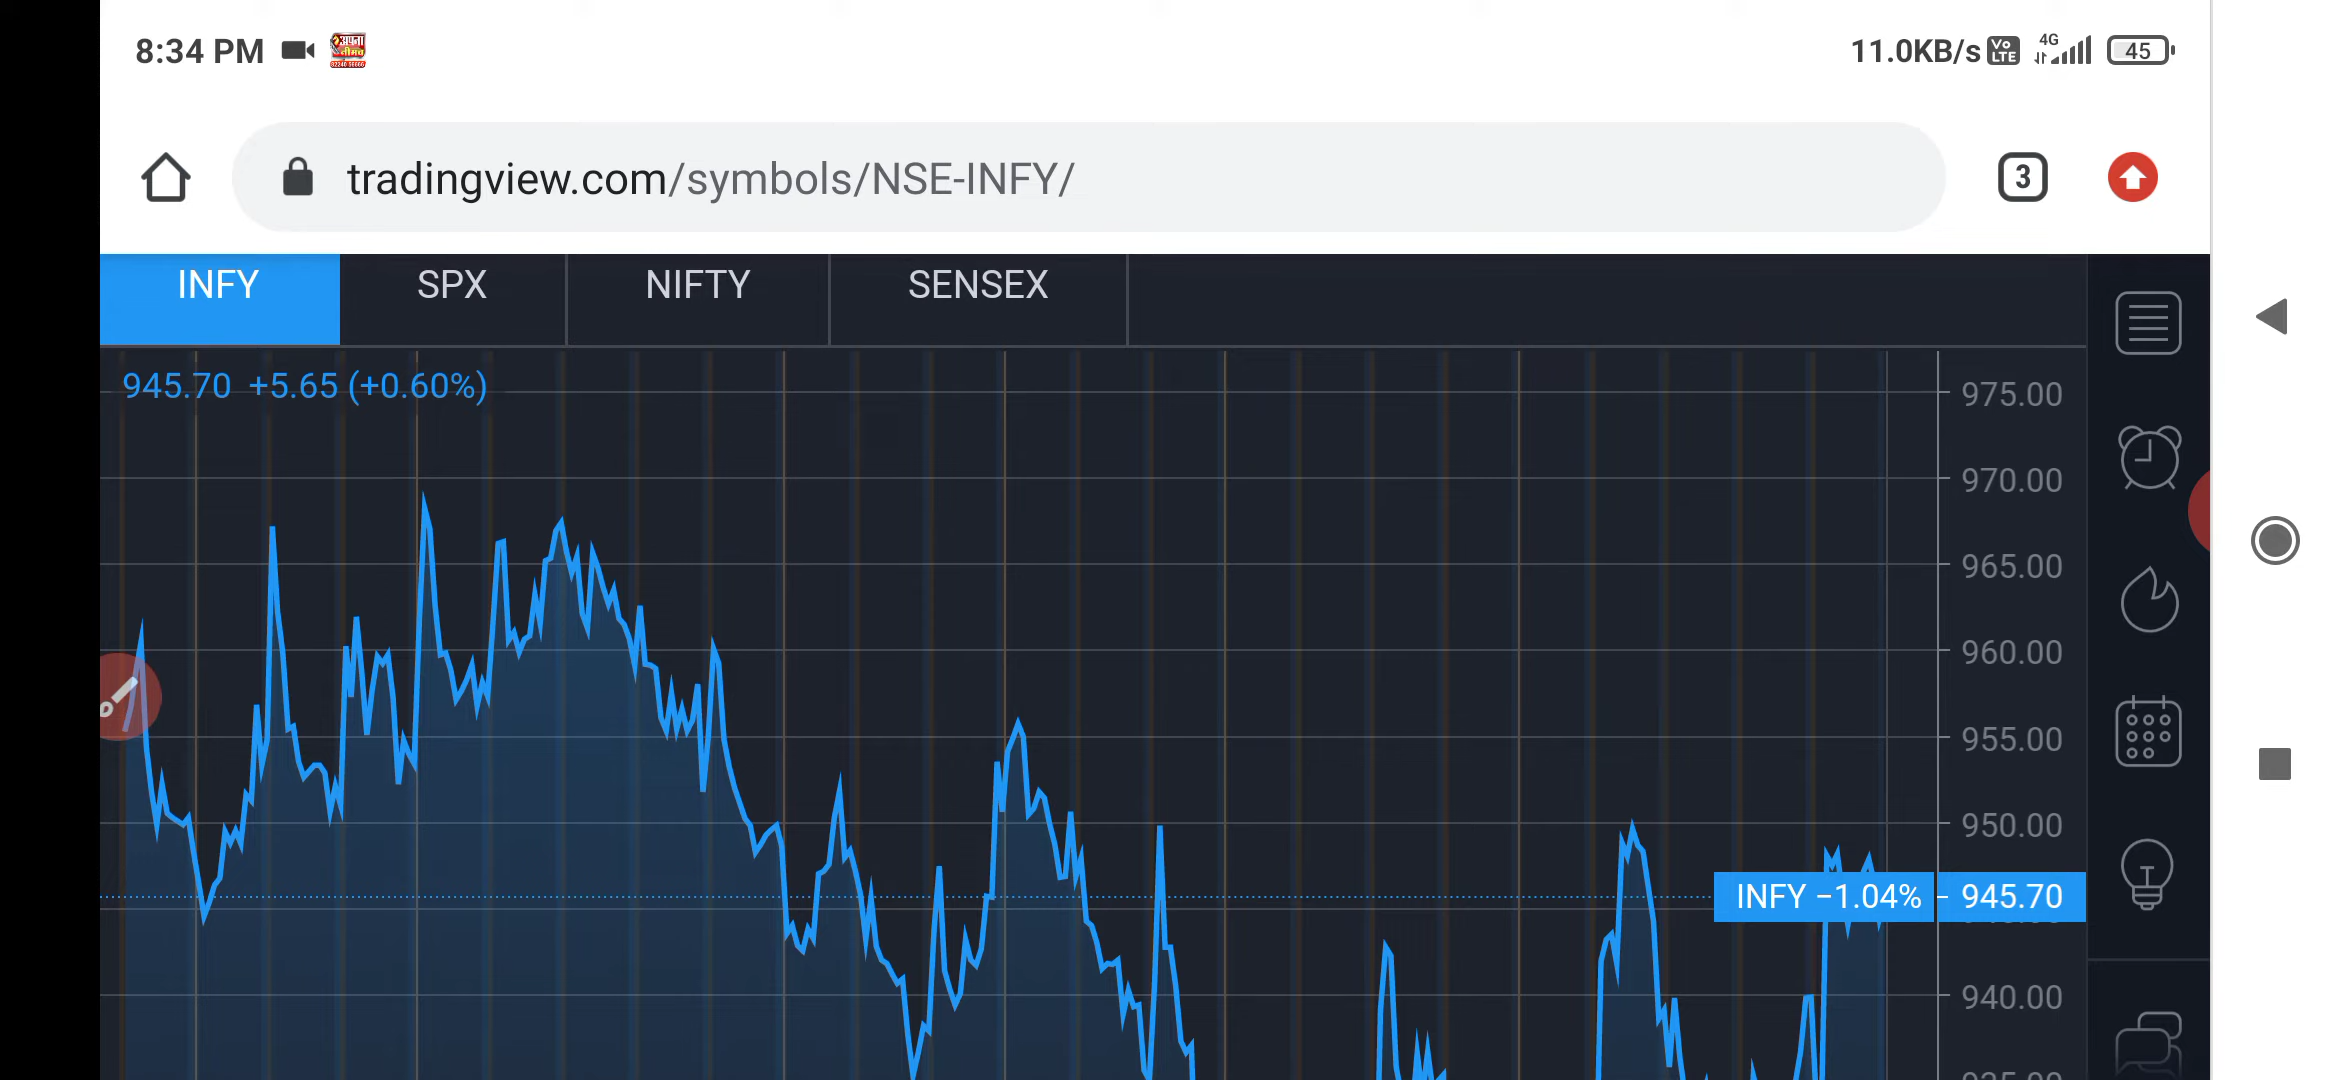 8:34 PM
11.0KB/s Vo LTE 4G 45
tradingview.com/symbols/NSE-INFY/
3
INFY SPX NIFTY SENSEX
945.70 +5.65 (+0.60%)
975.00
970.00
965.00
960.00
955.00
950.00
INFY −1.04% 945.70
940.00